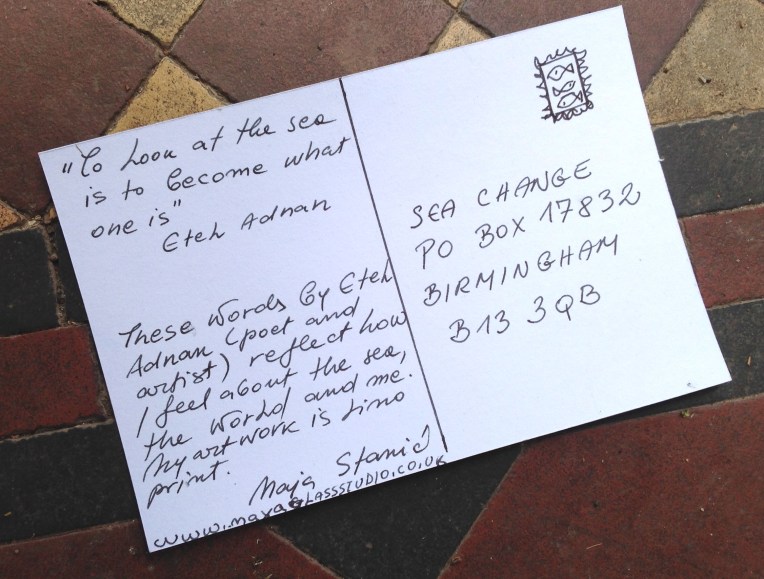 "To look at the sea
is to become what
one is"
Etel Adnan
These words by Etel
Adnan (poet and
artist) reflect how
I feel about the sea,
the world and me.
My art work is lino
print.
Maja Stanić
SEA CHANGE
PO BOX 17832
BIRMINGHAM
B13 3QB